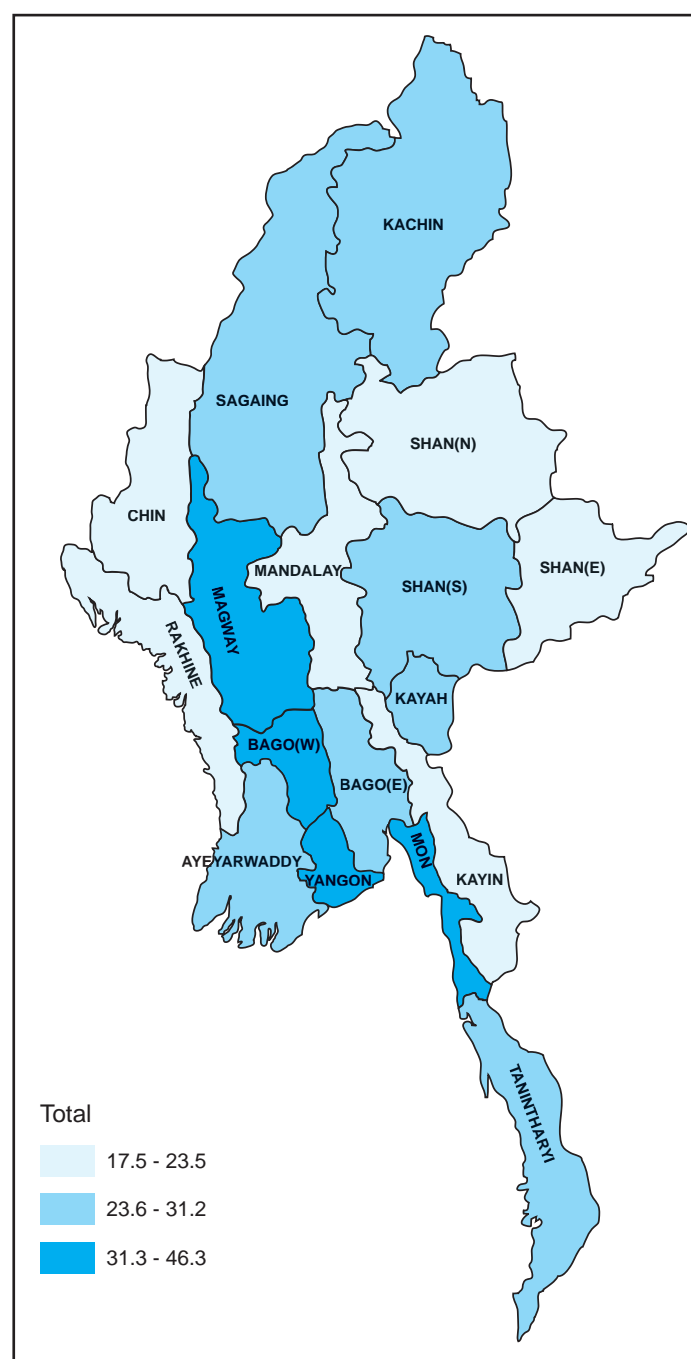 KACHIN
SAGAING
SHAN(N)
CHIN
MANDALAY
SHAN(E)
SHAN(S)
MAGWAY
RAKHINE
KAYAH
BAGO(W)
BAGO(E)
MON
AYEYARWADDY
YANGON
KAYIN
TANINTHARYI
Total
17.5 - 23.5
23.6 - 31.2
31.3 - 46.3